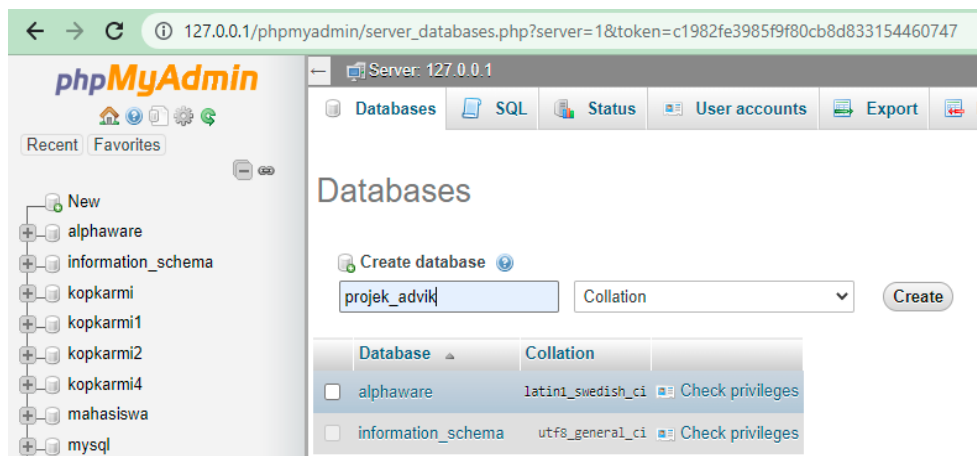 127.0.0.1/phpmyadmin/server_databases.php?server=1&token=c1982fe3985f9f80cb8d833154460747
phpMyAdmin
Recent Favorites
New
alphaware
information_schema
kopkarmi
kopkarmi1
kopkarmi2
kopkarmi4
mahasiswa
mysql
Server: 127.0.0.1
Databases SQL Status User accounts Export
Databases
Create database
projek_advik Collation Create
Database Collation
alphaware latin1_swedish_ci Check privileges
information_schema utf8_general_ci Check privileges